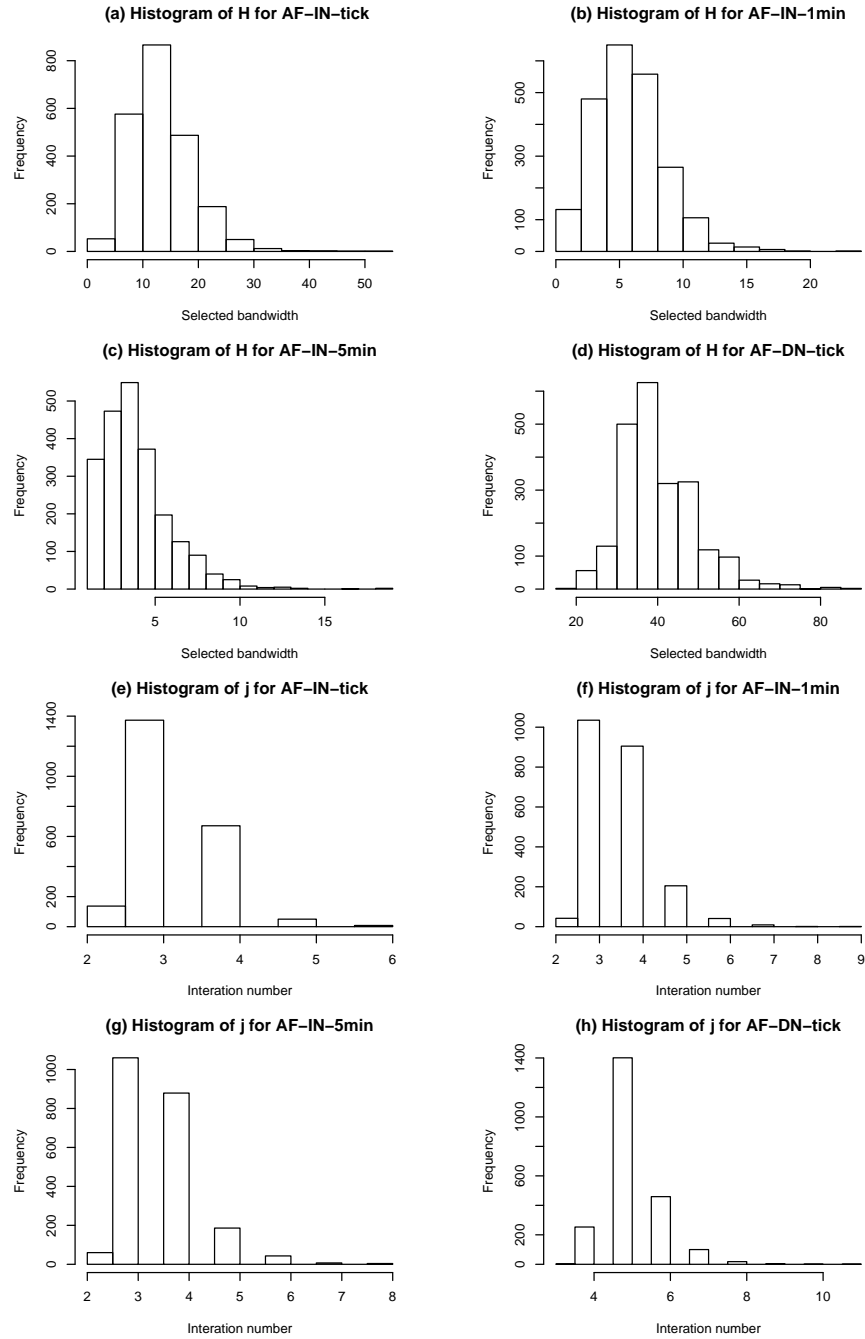 (a) Histogram of H for AF−IN−tick
Frequency
0 200 400 600 800
0 10 20 30 40 50
Selected bandwidth
(b) Histogram of H for AF−IN−1min
Frequency
0 100 300 500
0 5 10 15 20
Selected bandwidth
(c) Histogram of H for AF−IN−5min
Frequency
0 100 200 300 400 500
5 10 15
Selected bandwidth
(d) Histogram of H for AF−DN−tick
Frequency
0 100 300 500
20 40 60 80
Selected bandwidth
(e) Histogram of j for AF−IN−tick
Frequency
0 200 600 1000 1400
2 3 4 5 6
Interation number
(f) Histogram of j for AF−IN−1min
Frequency
0 200 400 600 800 1000
2 3 4 5 6 7 8 9
Interation number
(g) Histogram of j for AF−IN−5min
Frequency
0 200 400 600 800 1000
2 3 4 5 6 7 8
Interation number
(h) Histogram of j for AF−DN−tick
Frequency
0 200 600 1000 1400
4 6 8 10
Interation number